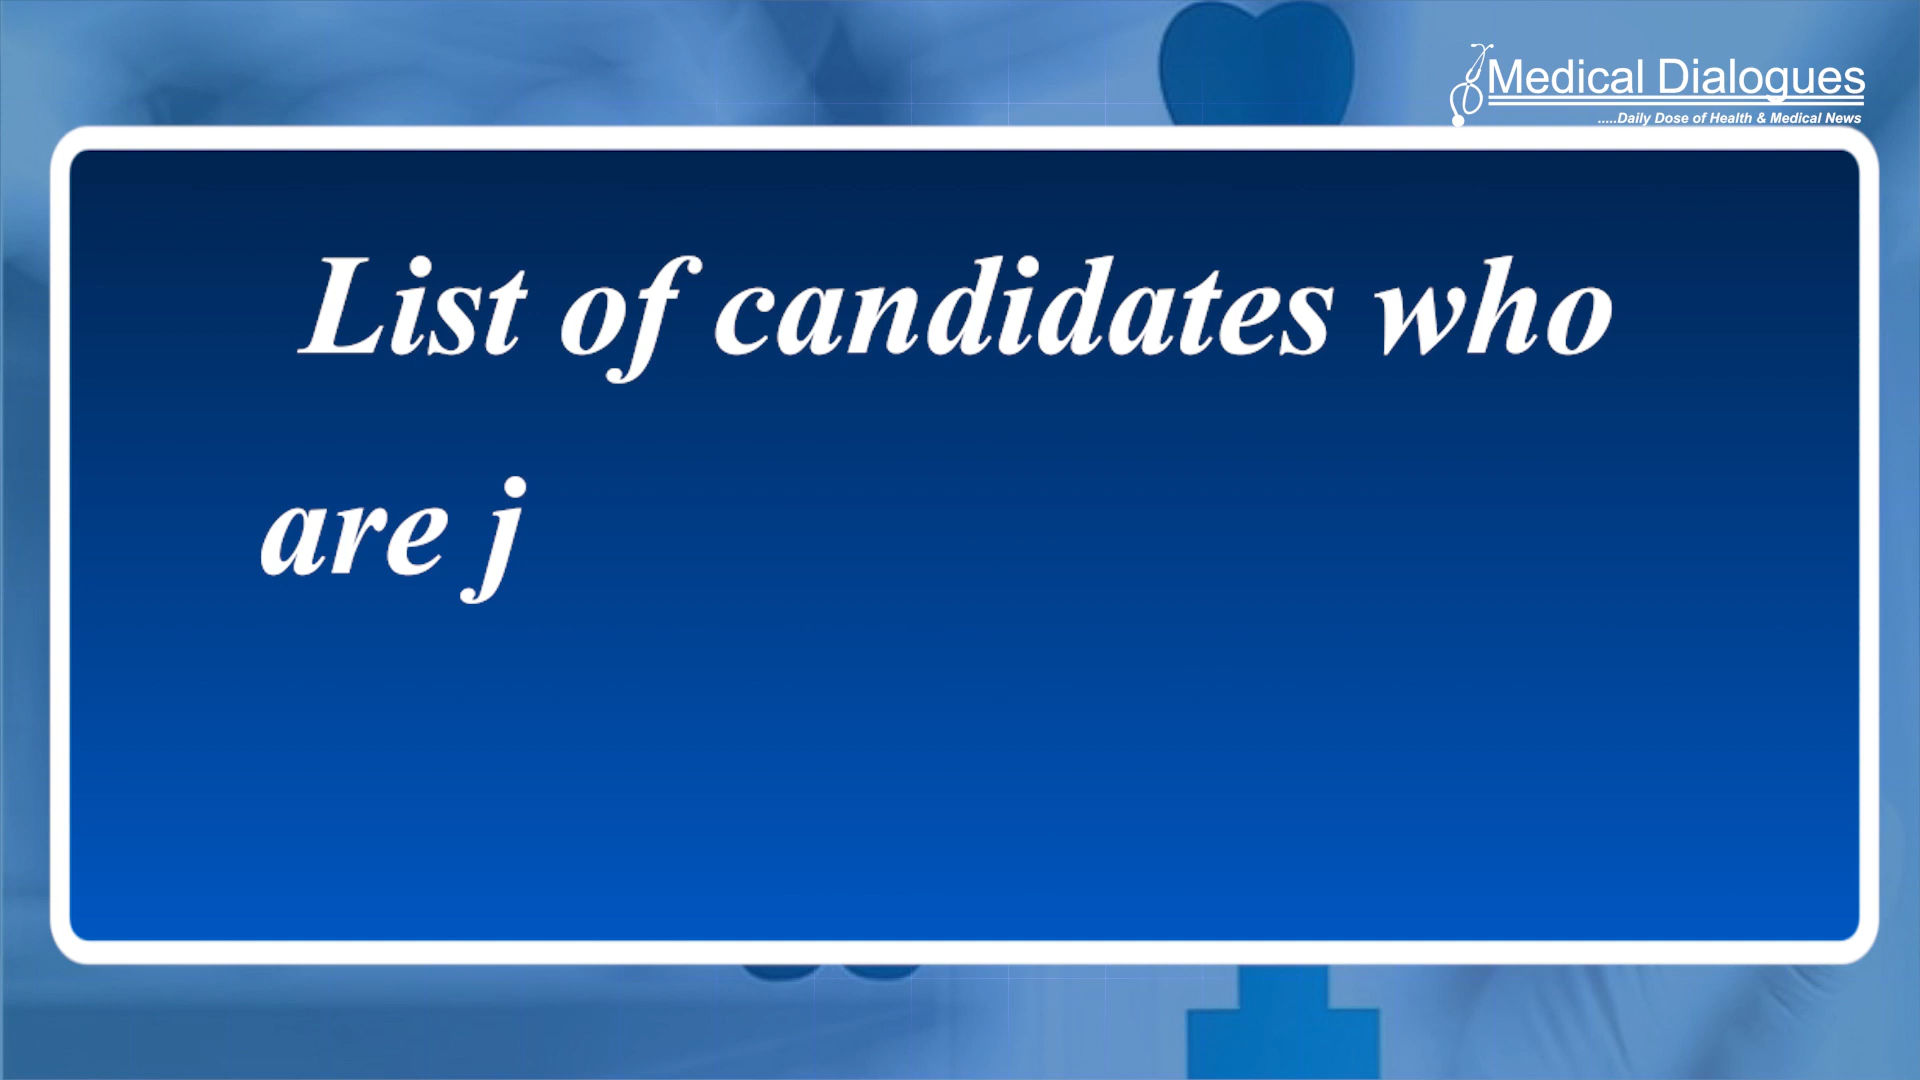 Medical Dialogues
.....Daily Dose of Health & Medical News
List of candidates who
are j